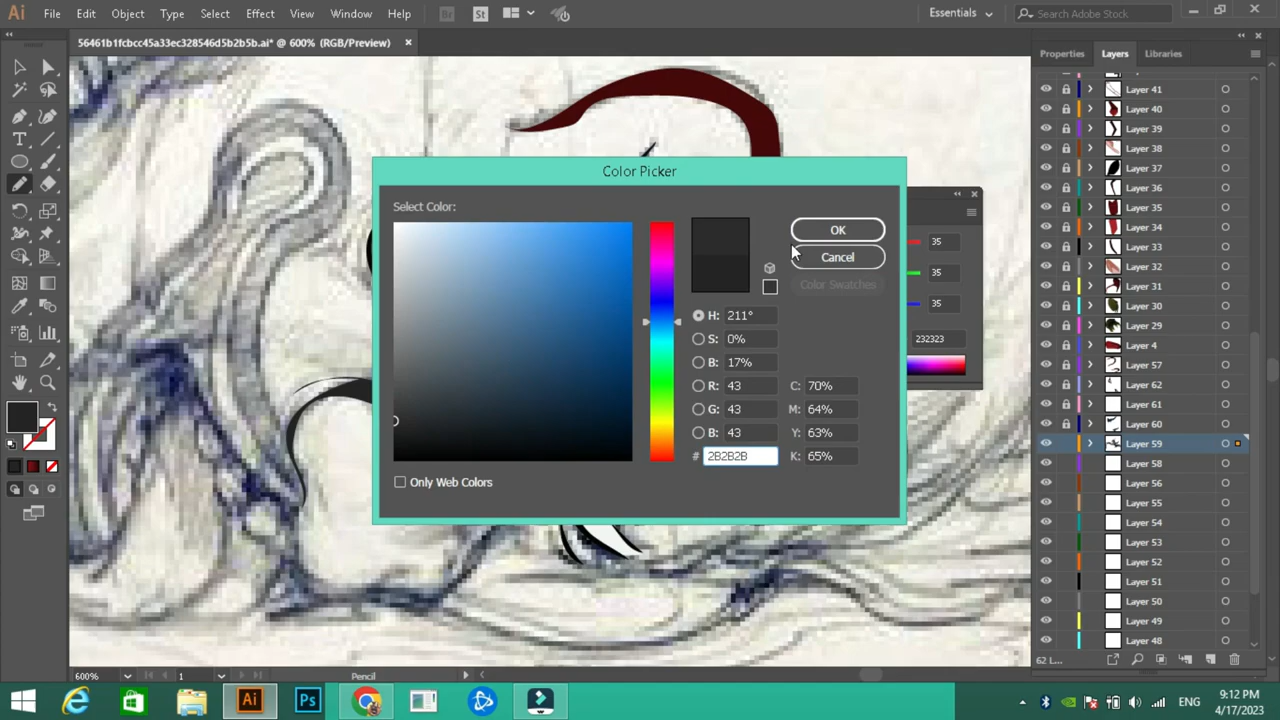 Ai File Edit Object Type Select Effect View Window Help Br St Essentials Search Adobe Stock
56461b1fcbcc45a33ec328546d5b2b5b.ai* @ 600% (RGB/Preview) ×
Properties Layers Libraries
Layer 41
Layer 40
Layer 39
Layer 38
Layer 37
Layer 36
Layer 35
Layer 34
Layer 33
Layer 32
Layer 31
Layer 30
Layer 29
Layer 4
Layer 57
Layer 62
Layer 61
Layer 60
Layer 59
Layer 58
Layer 56
Layer 55
Layer 54
Layer 53
Layer 52
Layer 51
Layer 50
Layer 49
Layer 48
62 L...
Color Picker
Select Color:
OK
Cancel
Color Swatches
H: 211°
S: 0%
B: 17%
R: 43 C: 70%
G: 43 M: 64%
B: 43 Y: 63%
# 2B2B2B K: 65%
Only Web Colors
35
35
35
232323
600% 1 Pencil
Ai Ps ENG
9:12 PM
4/17/2023